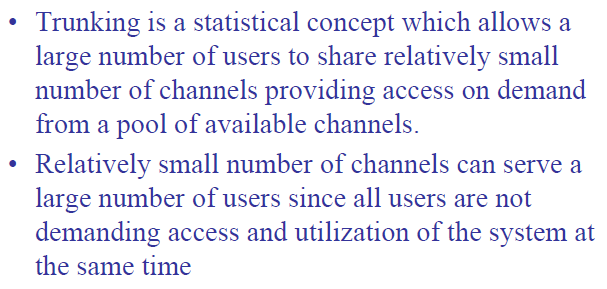 • Trunking is a statistical concept which allows a
large number of users to share relatively small
number of channels providing access on demand
from a pool of available channels.
• Relatively small number of channels can serve a
large number of users since all users are not
demanding access and utilization of the system at
the same time